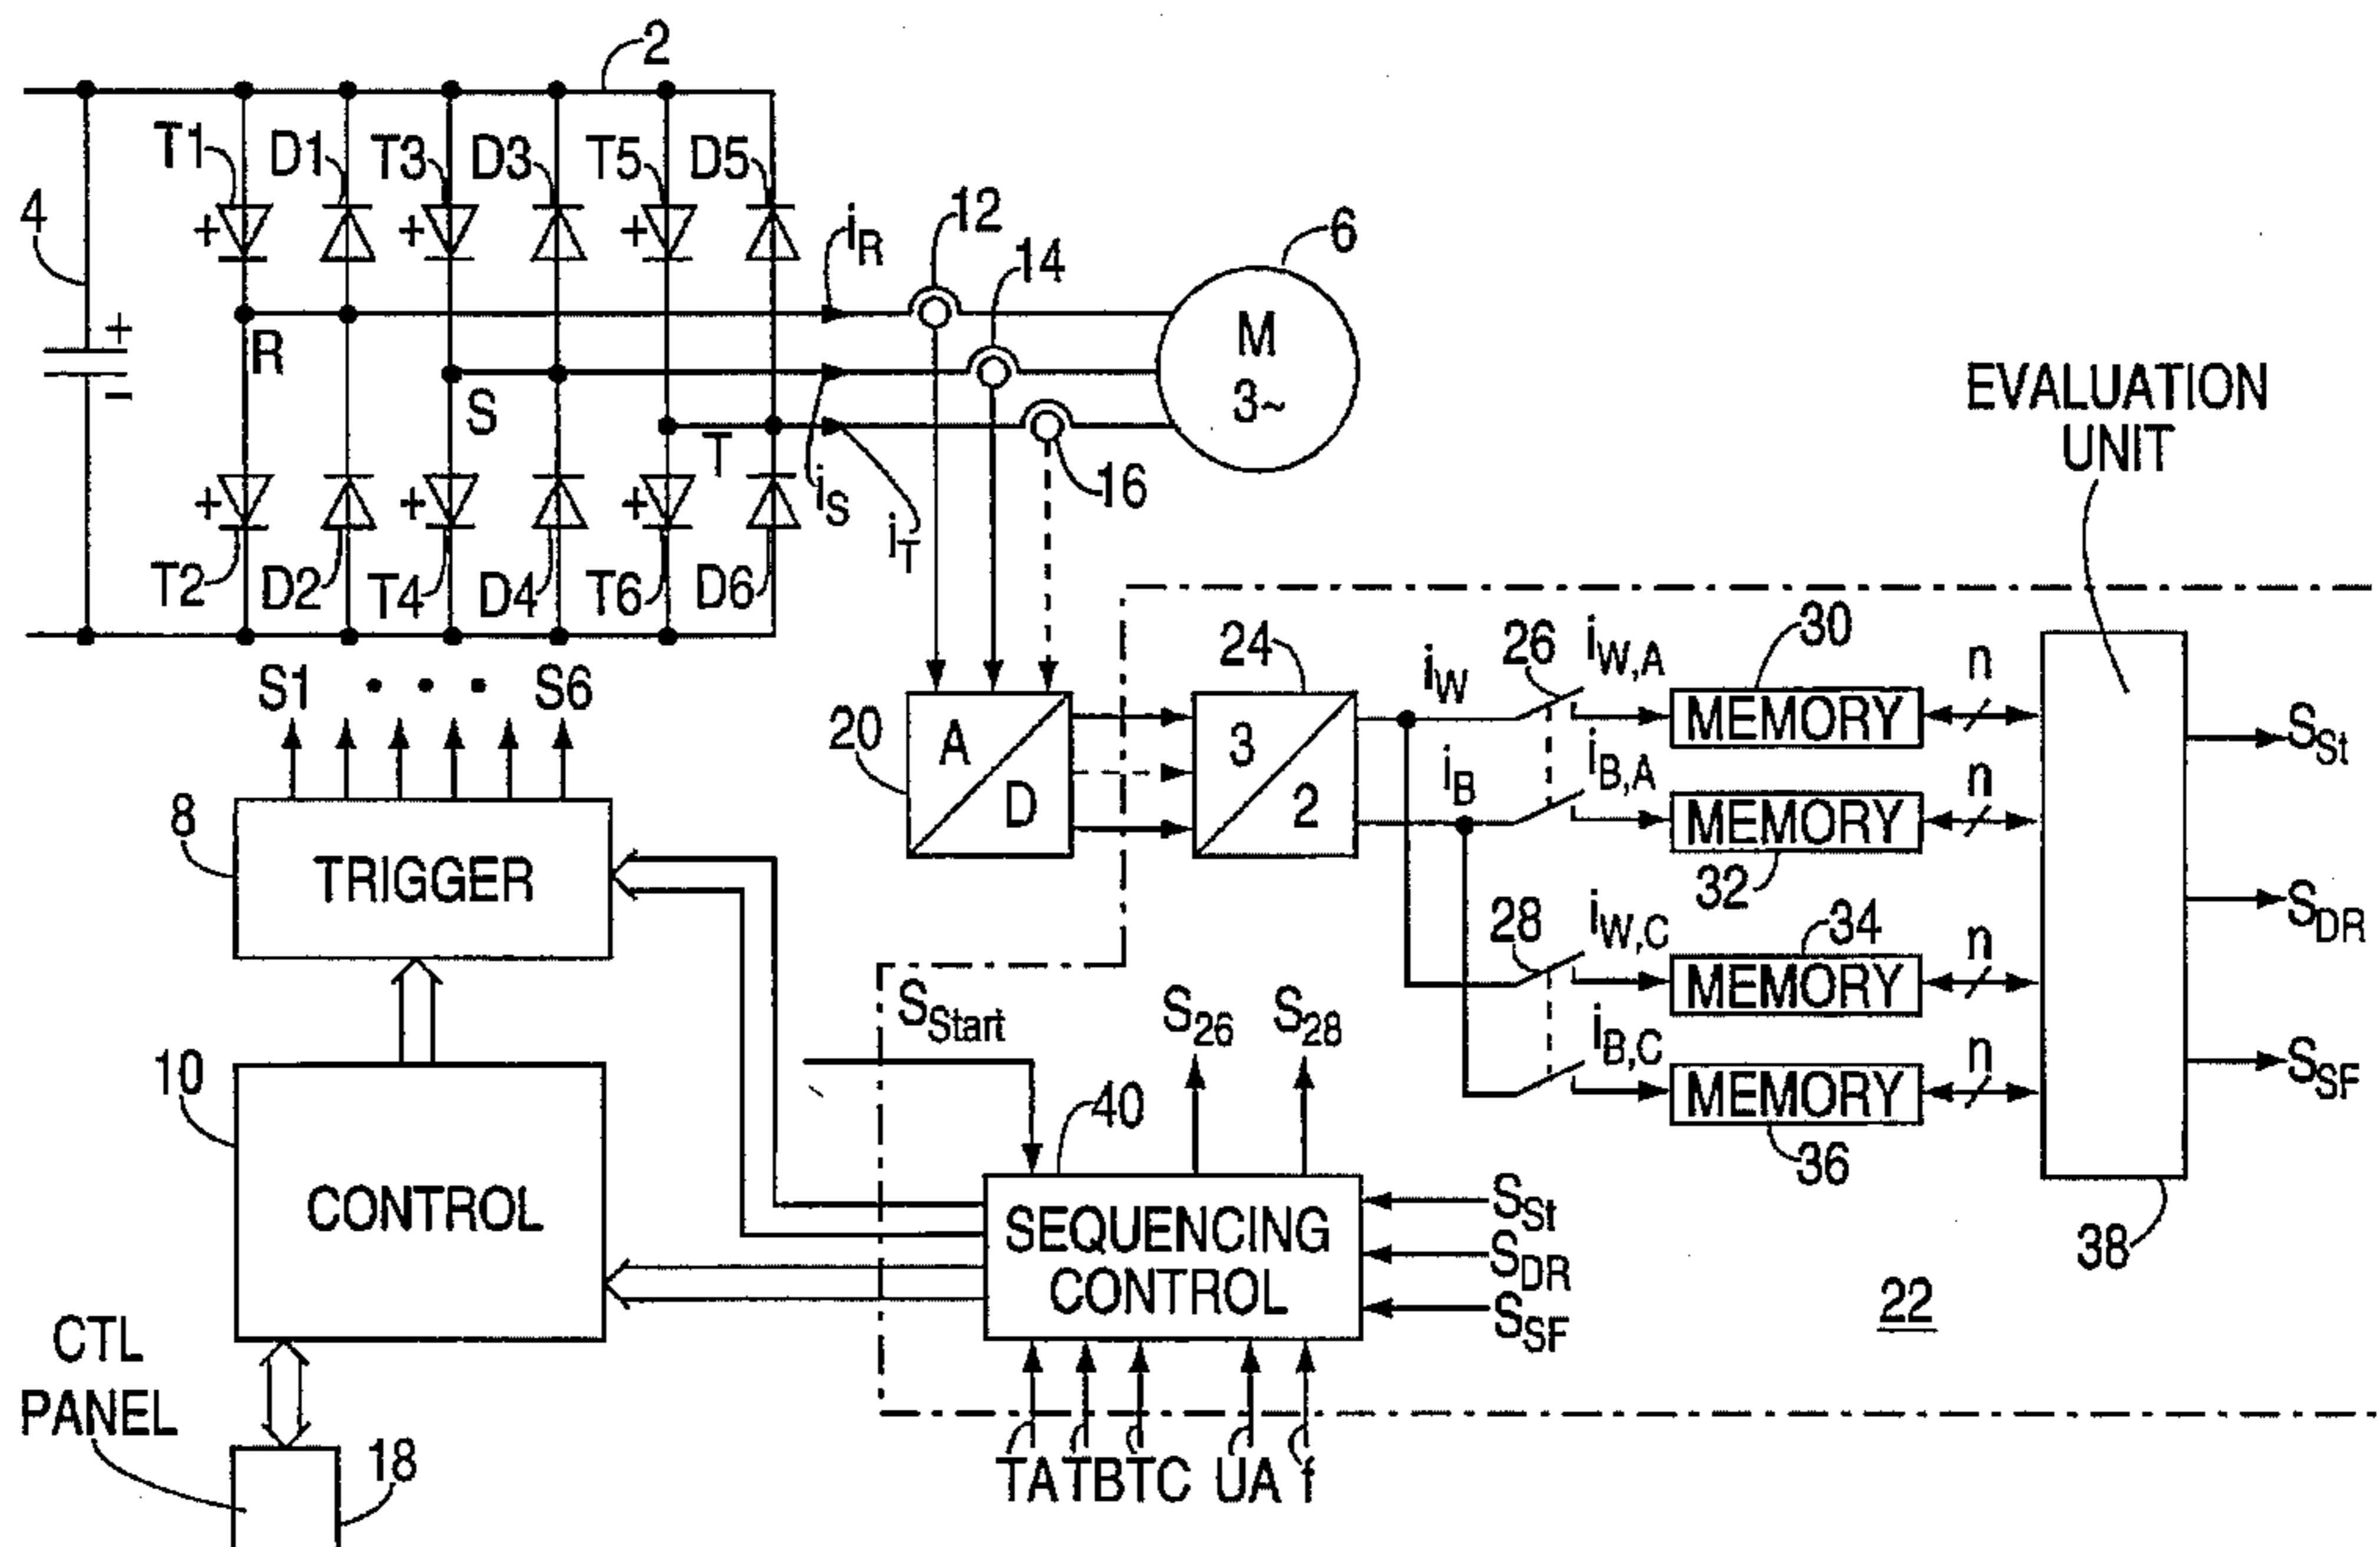 2
T1 D1 T3 D3 T5 D5
4
+ + +
+
-
R
S
T
iR
iS
iT
12
14
16
6
M
3~
+ + +
T2 D2 T4 D4 T6 D6
EVALUATION
UNIT
S1 • • • S6
8
TRIGGER
10
CONTROL
CTL
PANEL
18
20
A
D
24
3
2
iW
iB
26
28
iW,A
iB,A
iW,C
iB,C
30
MEMORY
n
MEMORY
n
32
34
MEMORY
n
MEMORY
n
36
38
SSt
SDR
SSF
SStart
S26 S28
40
SEQUENCING
CONTROL
SSt
SDR
SSF
TA TB TC UA f
22